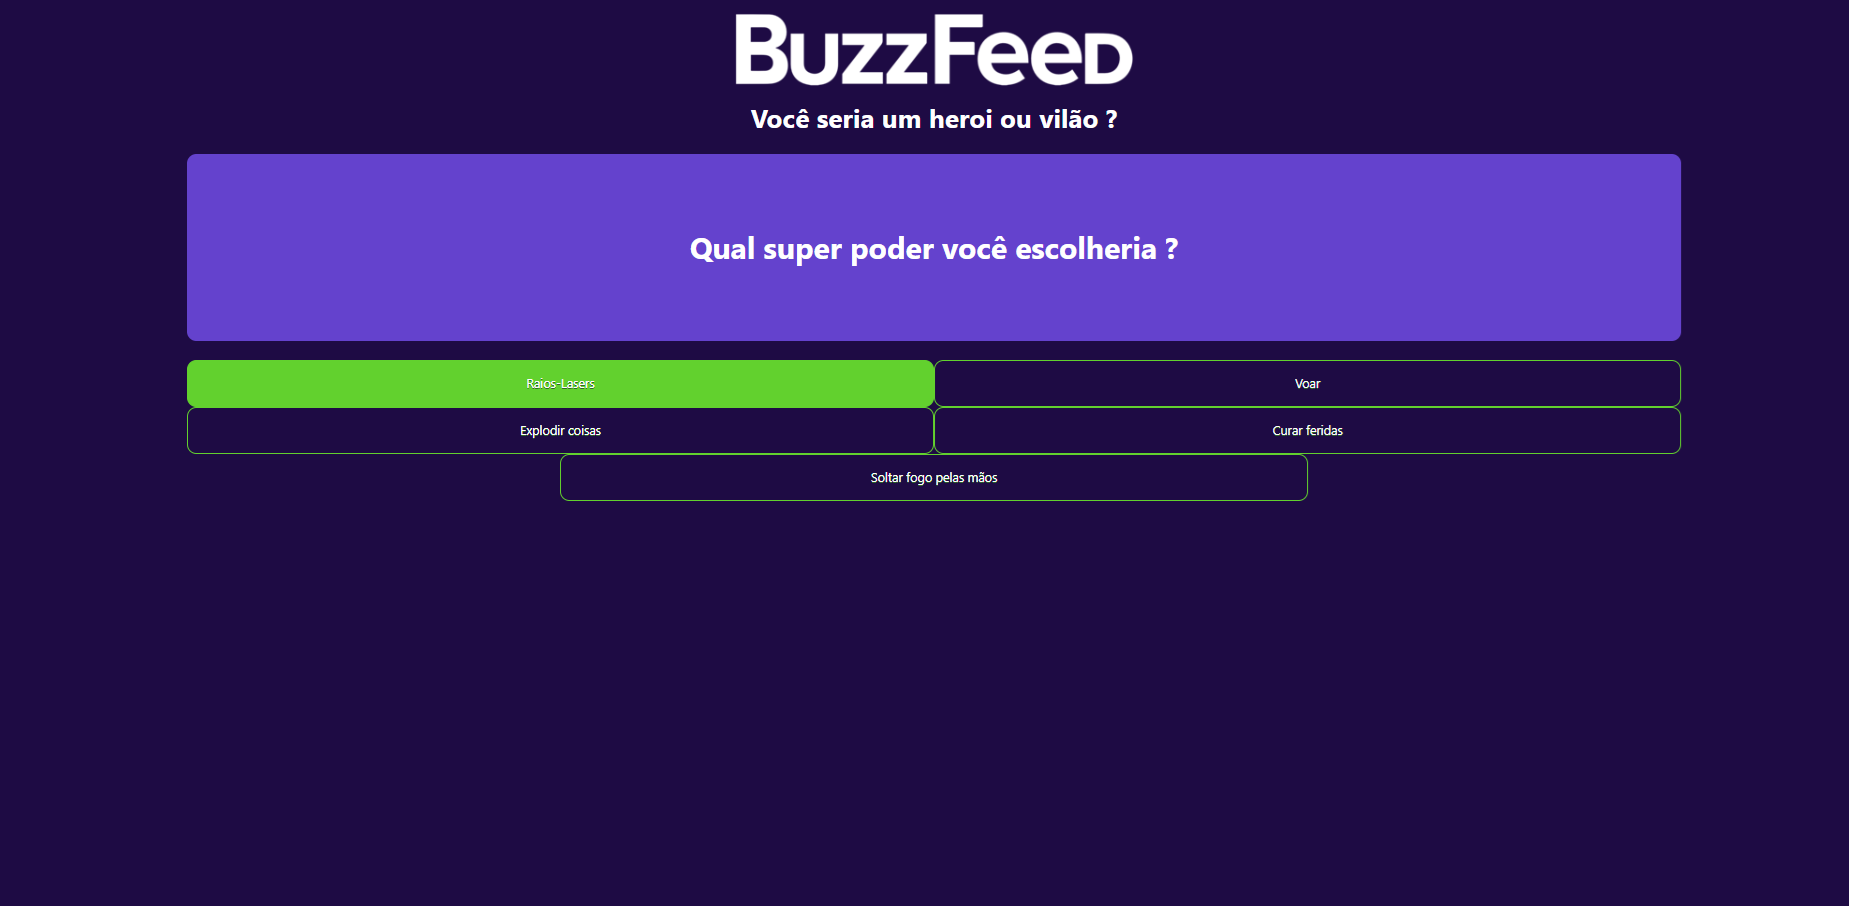 BuzzFeed
Você seria um heroi ou vilão ?
Qual super poder você escolheria ?
Raios-Lasers
Voar
Explodir coisas
Curar feridas
Soltar fogo pelas mãos